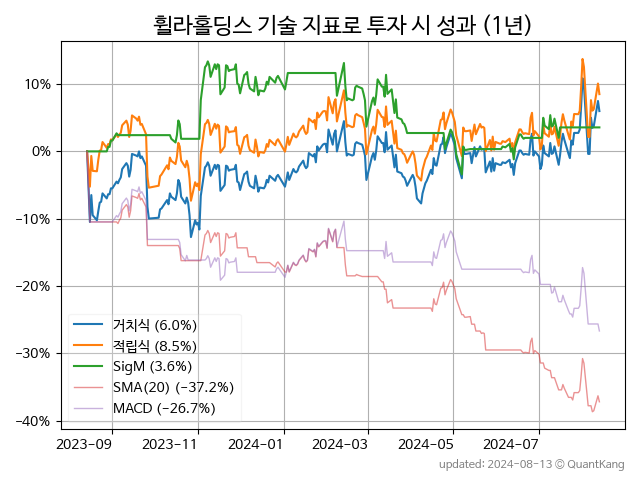 휠라홀딩스 기술 지표로 투자 시 성과 (1년)
10%
0%
−10%
−20%
−30%
−40%
거치식 (6.0%)
적립식 (8.5%)
SigM (3.6%)
SMA(20) (−37.2%)
MACD (−26.7%)
2023-09
2023-11
2024-01
2024-03
2024-05
2024-07
updated: 2024-08-13 © QuantKang